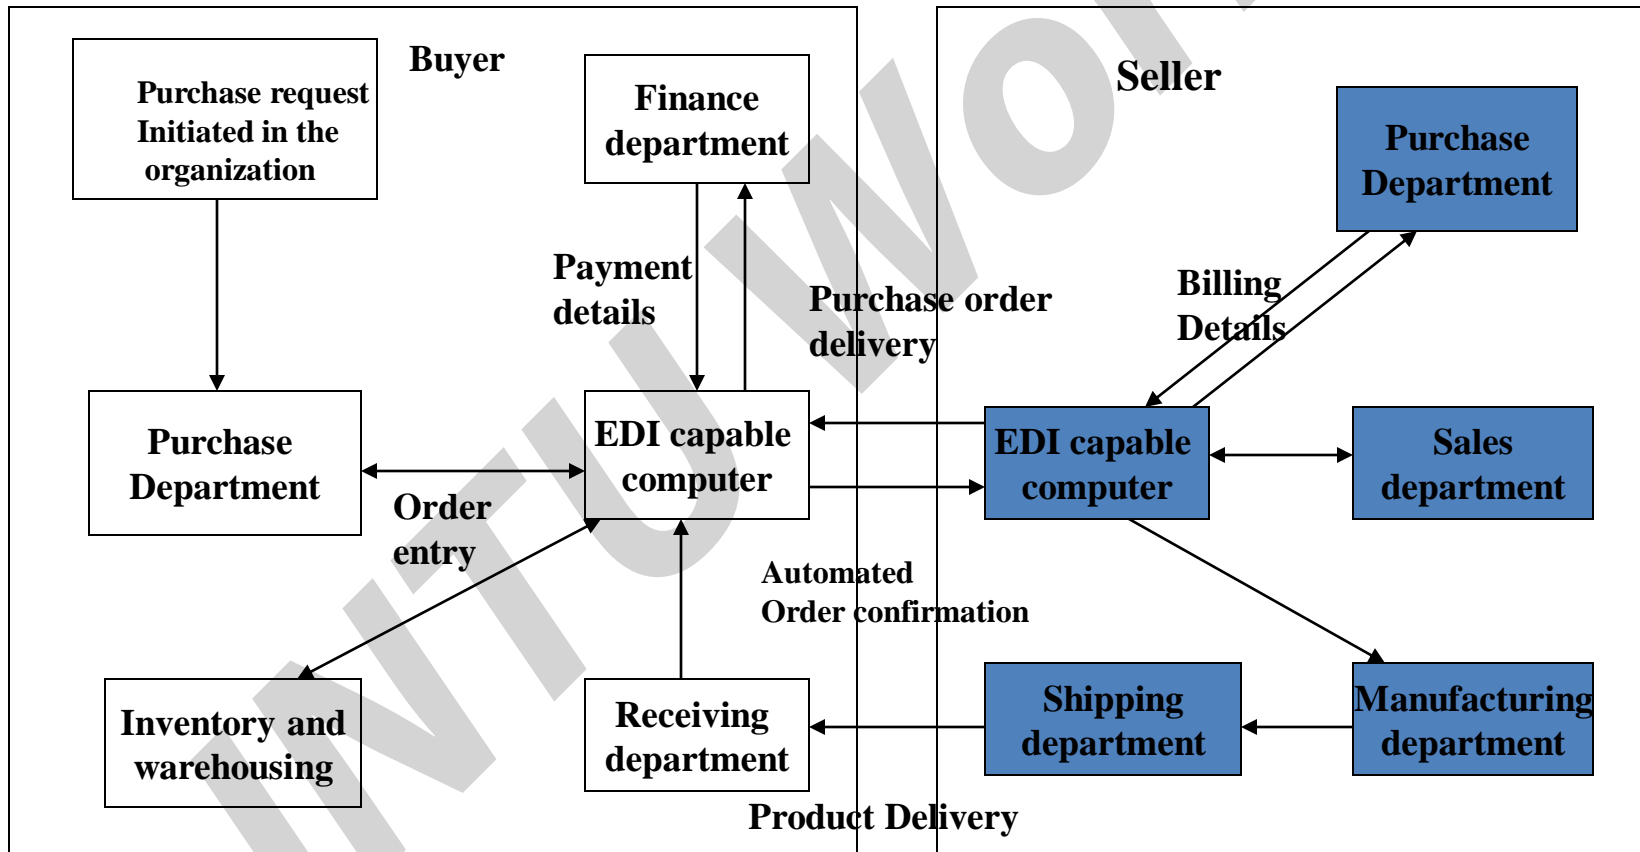 Buyer
Purchase request
Initiated in the
organization
Finance
department
Payment
details
Purchase order
delivery
Purchase
Department
EDI capable
computer
Order
entry
Automated
Order confirmation
Inventory and
warehousing
Receiving
department
Product Delivery
Seller
Purchase
Department
Billing
Details
EDI capable
computer
Sales
department
Shipping
department
Manufacturing
department